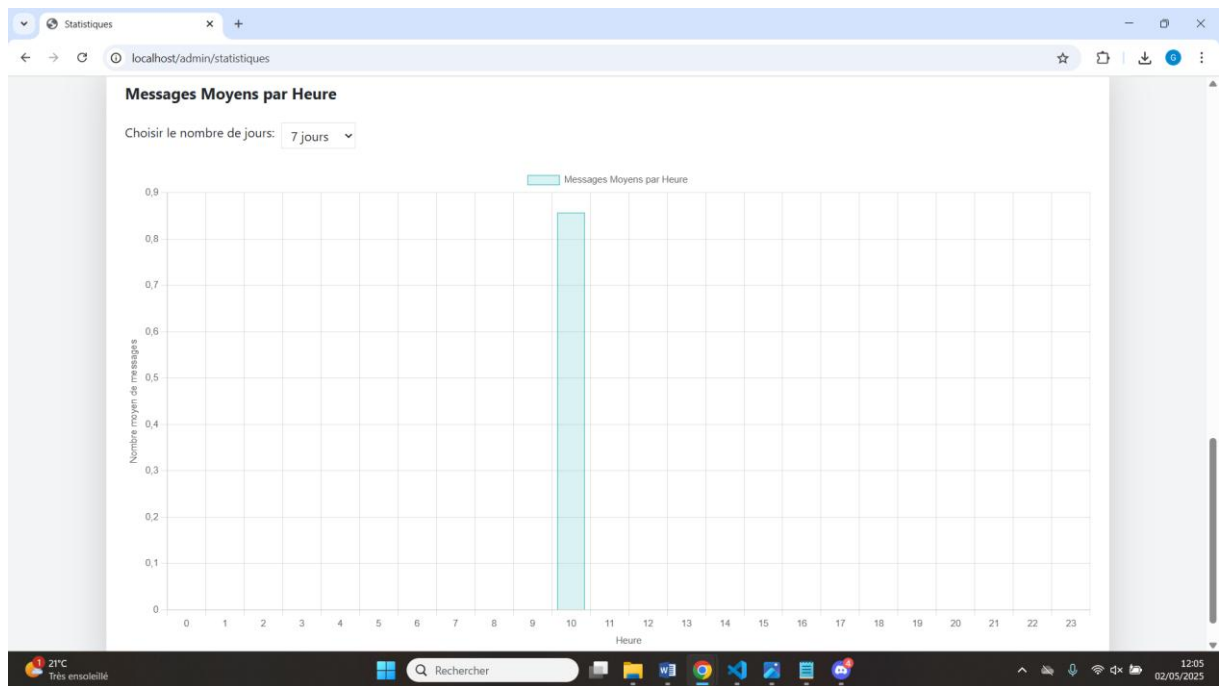 Statistiques
localhost/admin/statistiques
G
Messages Moyens par Heure
Choisir le nombre de jours: 7 jours
Messages Moyens par Heure
0,9
0,8
0,7
0,6
0,5
0,4
0,3
0,2
0,1
0
Nombre moyen de messages
0 1 2 3 4 5 6 7 8 9 10 11 12 13 14 15 16 17 18 19 20 21 22 23
Heure
1
21°C
Très ensoleillé
Rechercher
4
12:05
02/05/2025